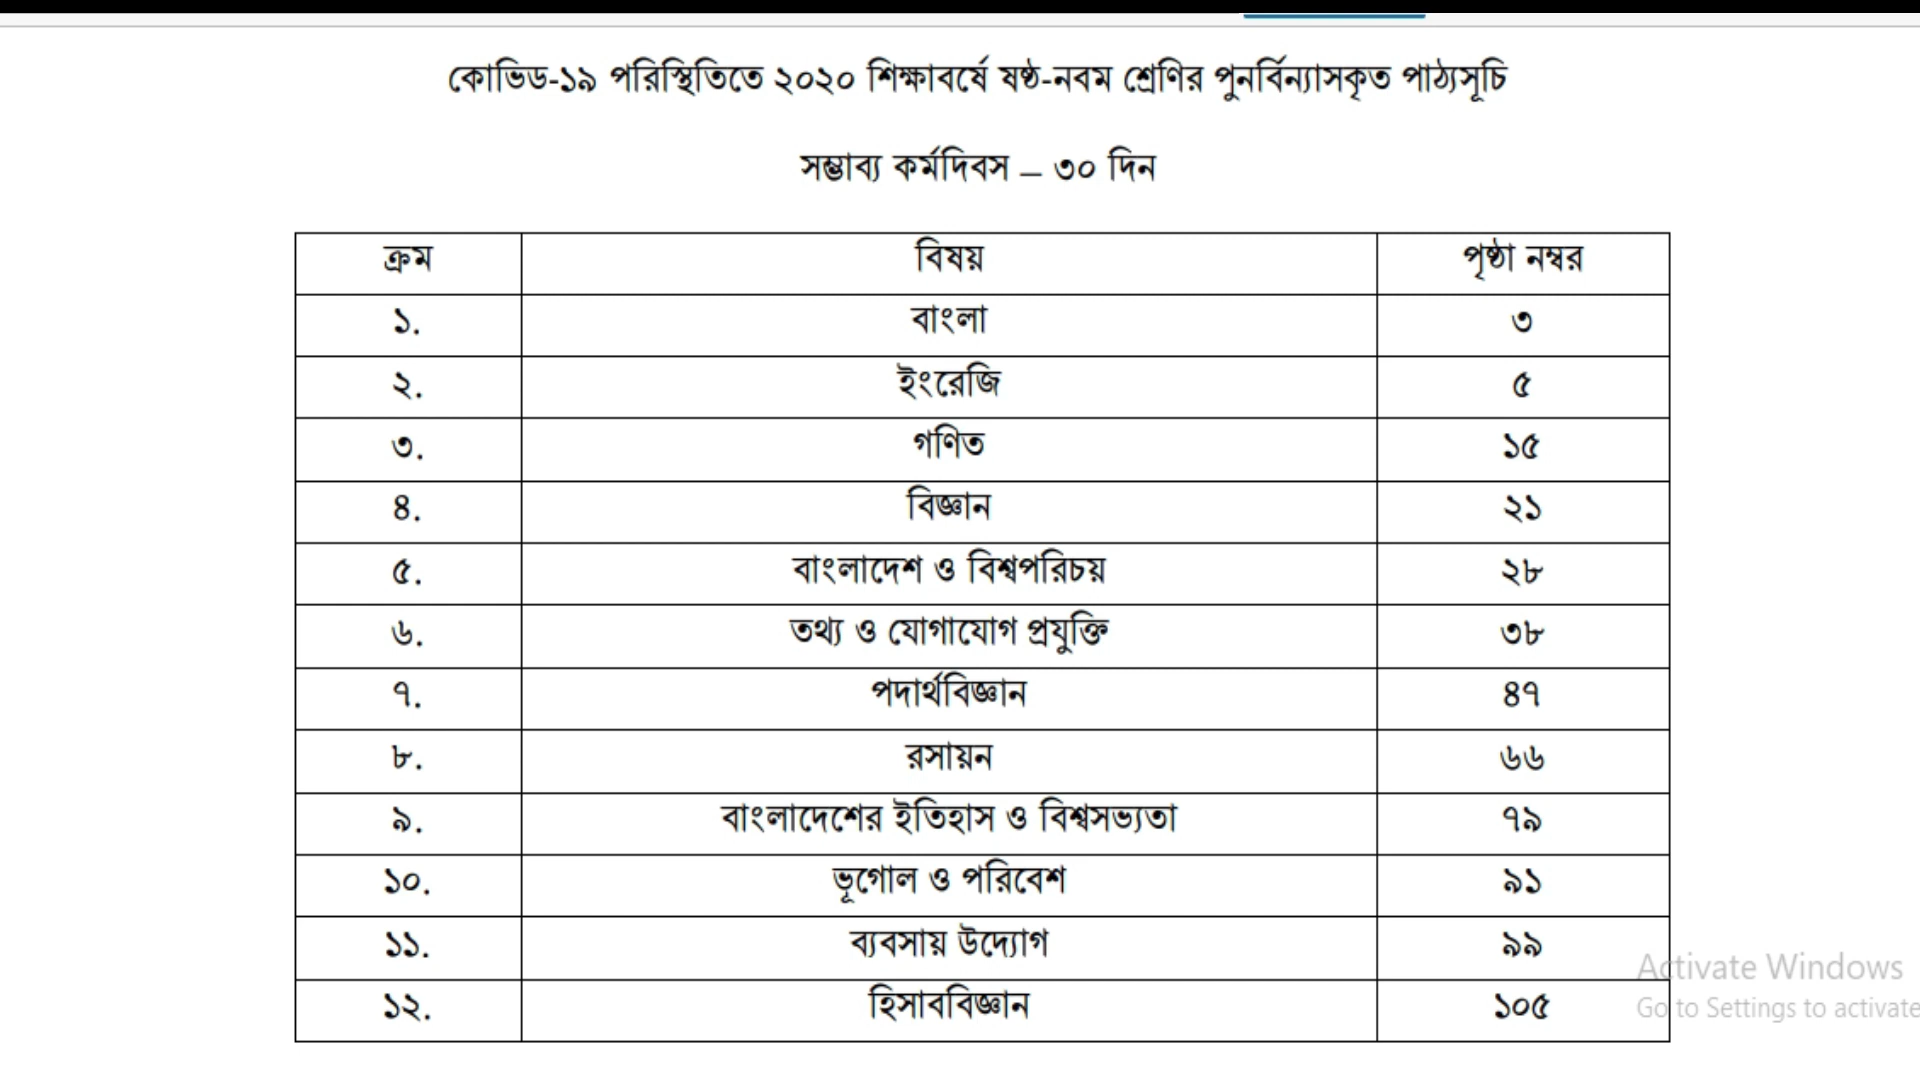 কোভিড-১৯ পরিস্থিতিতে ২০২০ শিক্ষাবর্ষে ষষ্ঠ-নবম শ্রেণির পুনর্বিন্যাসকৃত পাঠ্যসূচি
সম্ভাব্য কর্মদিবস – ৩০ দিন
ক্রম বিষয় পৃষ্ঠা নম্বর
১. বাংলা ৩
২. ইংরেজি ৫
৩. গণিত ১৫
৪. বিজ্ঞান ২১
৫. বাংলাদেশ ও বিশ্বপরিচয় ২৮
৬. তথ্য ও যোগাযোগ প্রযুক্তি ৩৮
৭. পদার্থবিজ্ঞান ৪৭
৮. রসায়ন ৬৬
৯. বাংলাদেশের ইতিহাস ও বিশ্বসভ্যতা ৭৯
১০. ভূগোল ও পরিবেশ ৯১
১১. ব্যবসায় উদ্যোগ ৯৯
১২. হিসাববিজ্ঞান ১০৫
Activate Windows
Go to Settings to activate